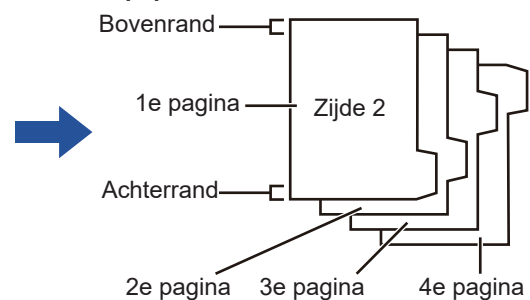 Bovenrand
1e pagina
Zijde 2
Achterrand
2e pagina
3e pagina
4e pagina